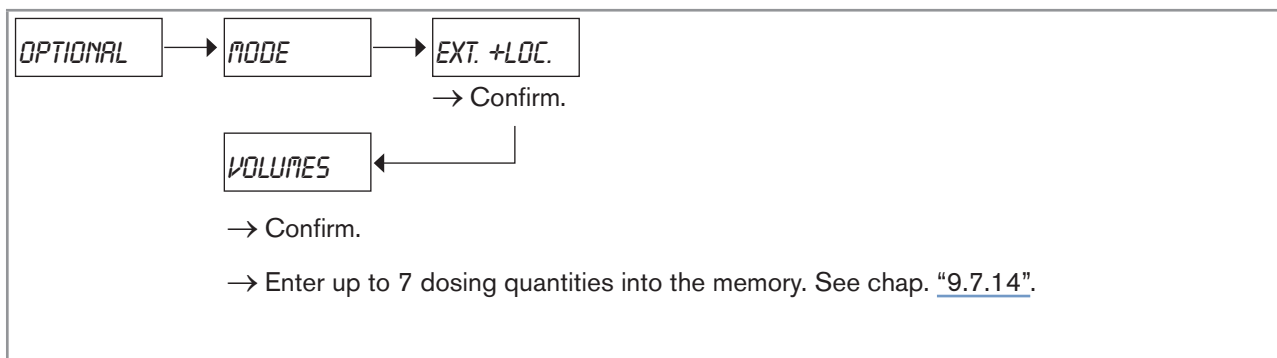 OPTIONAL
MODE
EXT. +LOC.
→ Confirm.
VOLUMES
→ Confirm.
→ Enter up to 7 dosing quantities into the memory. See chap. “9.7.14”.